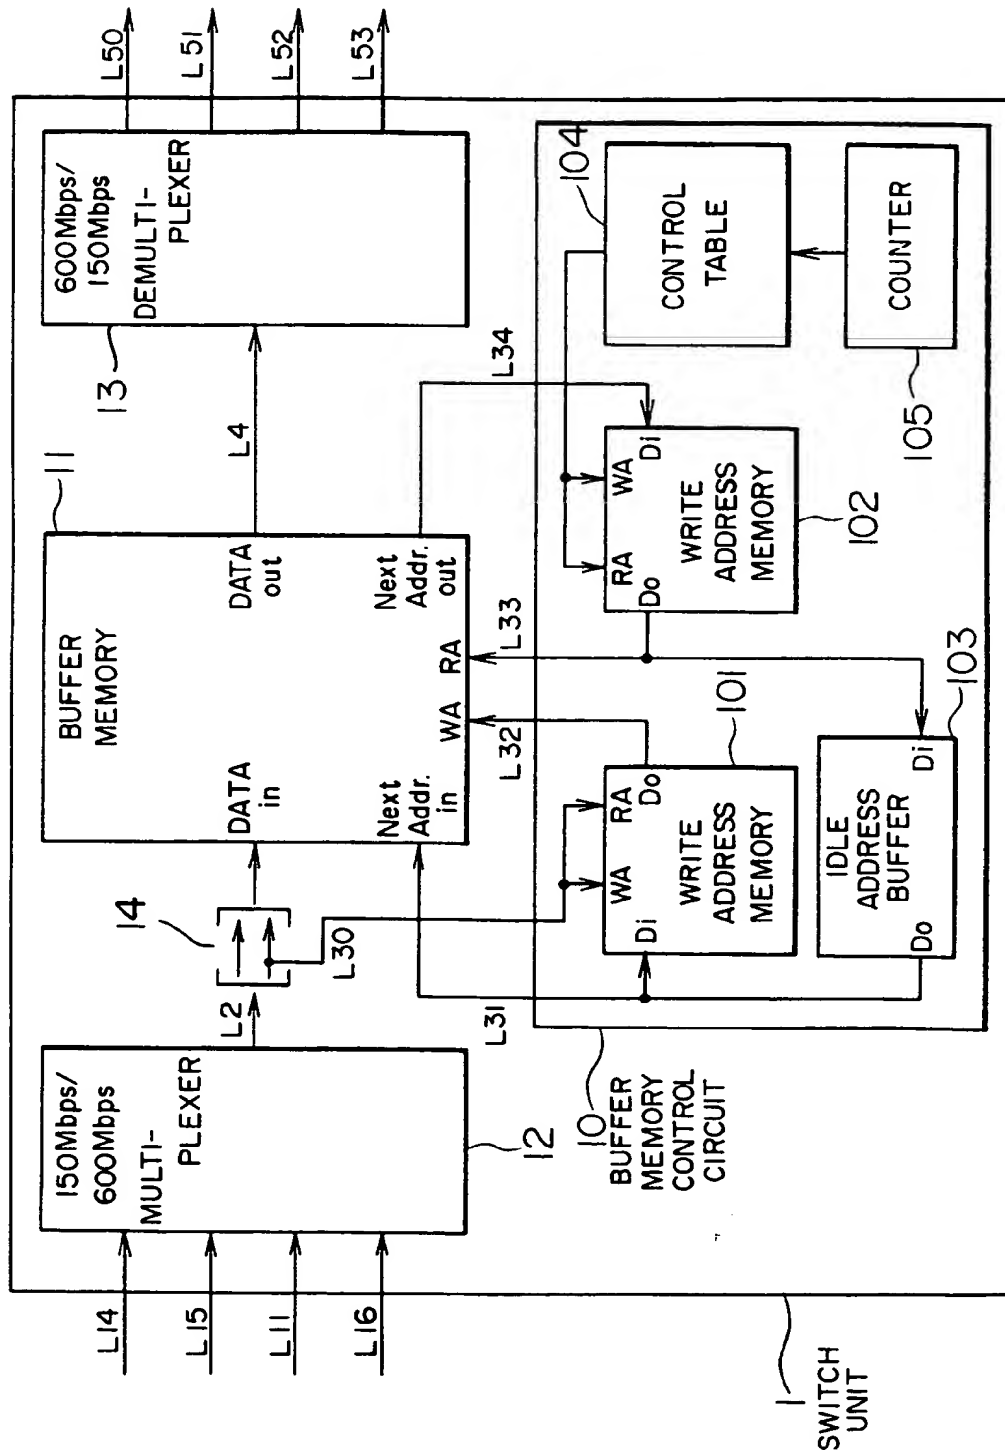 L14
L15
L11
L16
150Mbps/
600Mbps
MULTI-
PLEXER
12
L2
14
L30
BUFFER
MEMORY
11
DATA
in
DATA
out
Next
Addr.
in
Next
Addr.
out
WA
RA
L4
600Mbps/
150Mbps
DEMULTI-
PLEXER
13
L50
L51
L52
L53
L31
L32
L33
L34
10
BUFFER
MEMORY
CONTROL
CIRCUIT
WA
RA
Di
Do
WRITE
ADDRESS
MEMORY
101
RA
WA
Do
Di
WRITE
ADDRESS
MEMORY
102
IDLE
ADDRESS
BUFFER
Do
Di
103
CONTROL
TABLE
104
COUNTER
105
1
SWITCH
UNIT